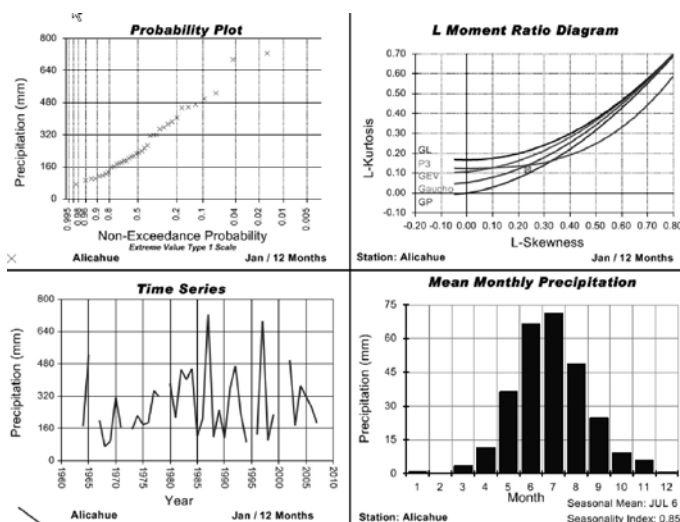 Probability Plot
800
640
480
320
160
0
Precipitation (mm)
0.995
0.98
0.96
0.9
0.8
0.5
0.2
0.1
0.04
0.02
0.01
0.005
Non-Exceedance Probability
Extreme Value Type 1 Scale
Alicahue Jan / 12 Months
L Moment Ratio Diagram
0.70
0.60
0.50
0.40
0.30
0.20
0.10
0.00
-0.10
L-Kurtosis
GL
P3
GEV
Gaucho
GP
-0.20 -0.10 0.00 0.10 0.20 0.30 0.40 0.50 0.60 0.70 0.80
L-Skewness
Station: Alicahue Jan / 12 Months
Time Series
800
640
480
320
160
0
Precipitation (mm)
1960
1965
1970
1975
1980
1985
1990
1995
2000
2005
2010
Year
Alicahue Jan / 12 Months
Mean Monthly Precipitation
75
60
45
30
15
0
Precipitation (mm)
1 2 3 4 5 6 7 8 9 10 11 12
Month
Seasonal Mean: JUL 6
Station: Alicahue Seasonality Index: 0.85